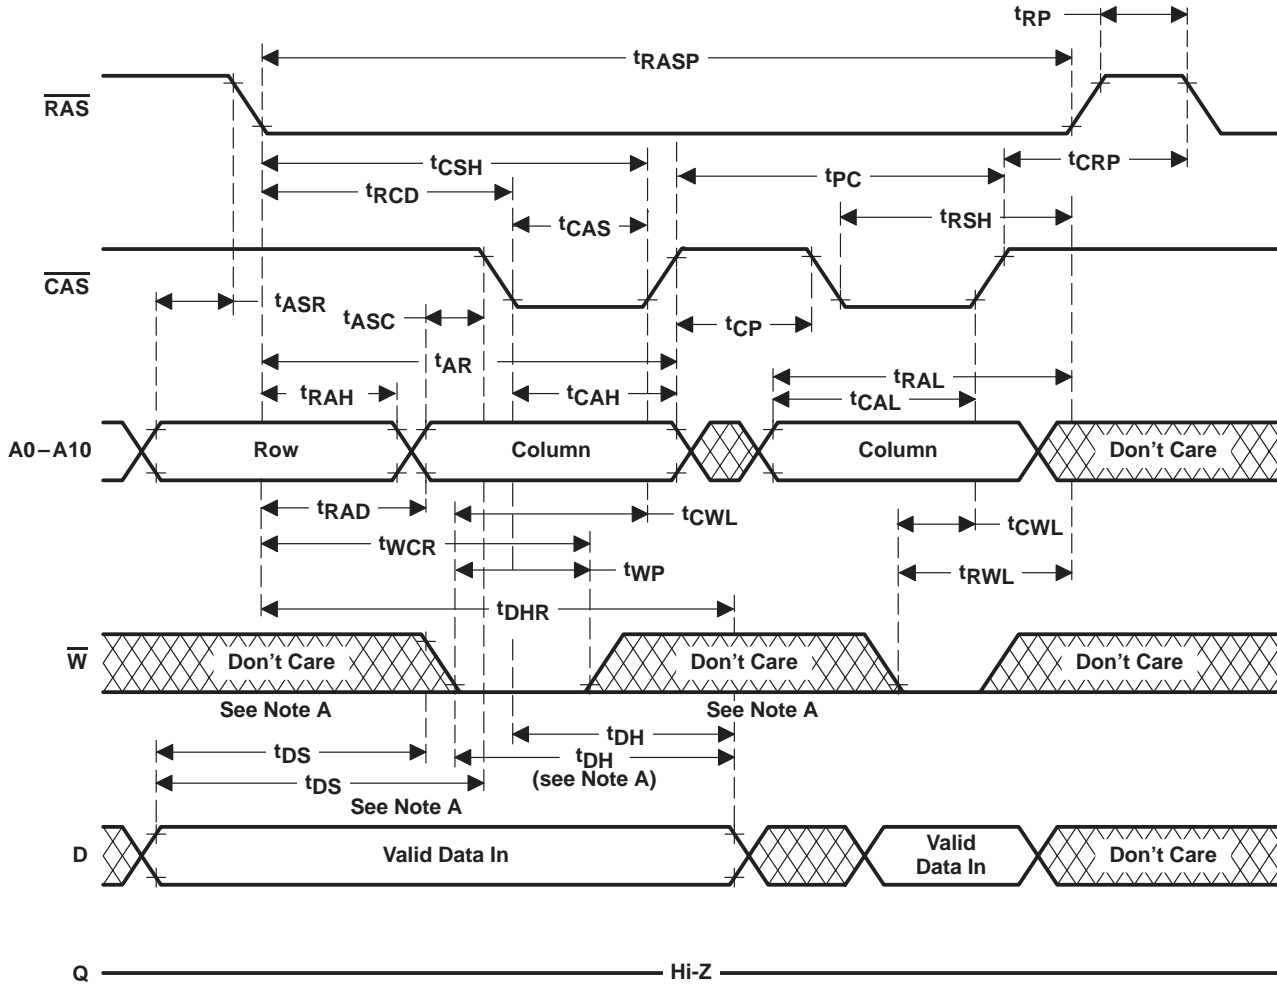 tRP
tRASP
RAS
tCSH
tCRP
tPC
tRCD
tRSH
tCAS
CAS
tASR
tASC
tCP
tAR
tRAL
tRAH
tCAH
tCAL
A0–A10
Row
Column
Column
Don't Care
tRAD
tCWL
tCWL
tWCR
tWP
tRWL
tDHR
W
Don't Care
Don't Care
Don't Care
See Note A
See Note A
tDH
tDS
tDH
(see Note A)
tDS
See Note A
D
Valid Data In
Valid
Data In
Don't Care
Q
Hi-Z